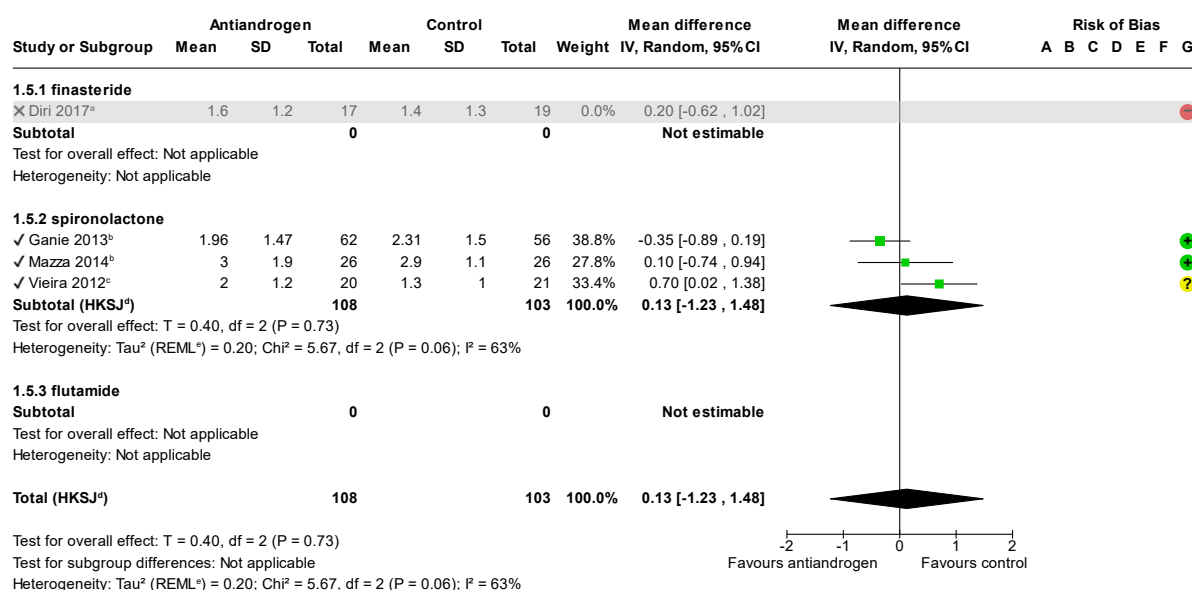 Antiandrogen Control Mean difference Mean difference Risk of Bias
Study or Subgroup Mean SD Total Mean SD Total Weight IV, Random, 95%CI IV, Random, 95%CI A B C D E F G
1.5.1 finasteride
✕ Diri 2017ᵃ 1.6 1.2 17 1.4 1.3 19 0.0% 0.20 [-0.62 , 1.02] −
Subtotal 0 0 Not estimable
Test for overall effect: Not applicable
Heterogeneity: Not applicable
1.5.2 spironolactone
✓ Ganie 2013ᵇ 1.96 1.47 62 2.31 1.5 56 38.8% -0.35 [-0.89 , 0.19] +
✓ Mazza 2014ᵇ 3 1.9 26 2.9 1.1 26 27.8% 0.10 [-0.74 , 0.94] +
✓ Vieira 2012ᶜ 2 1.2 20 1.3 1 21 33.4% 0.70 [0.02 , 1.38] ?
Subtotal (HKSJᵈ) 108 103 100.0% 0.13 [-1.23 , 1.48]
Test for overall effect: T = 0.40, df = 2 (P = 0.73)
Heterogeneity: Tau² (REMLᵉ) = 0.20; Chi² = 5.67, df = 2 (P = 0.06); I² = 63%
1.5.3 flutamide
Subtotal 0 0 Not estimable
Test for overall effect: Not applicable
Heterogeneity: Not applicable
Total (HKSJᵈ) 108 103 100.0% 0.13 [-1.23 , 1.48]
Test for overall effect: T = 0.40, df = 2 (P = 0.73)
-2 -1 0 1 2
Test for subgroup differences: Not applicable
Favours antiandrogen Favours control
Heterogeneity: Tau² (REMLᵉ) = 0.20; Chi² = 5.67, df = 2 (P = 0.06); I² = 63%